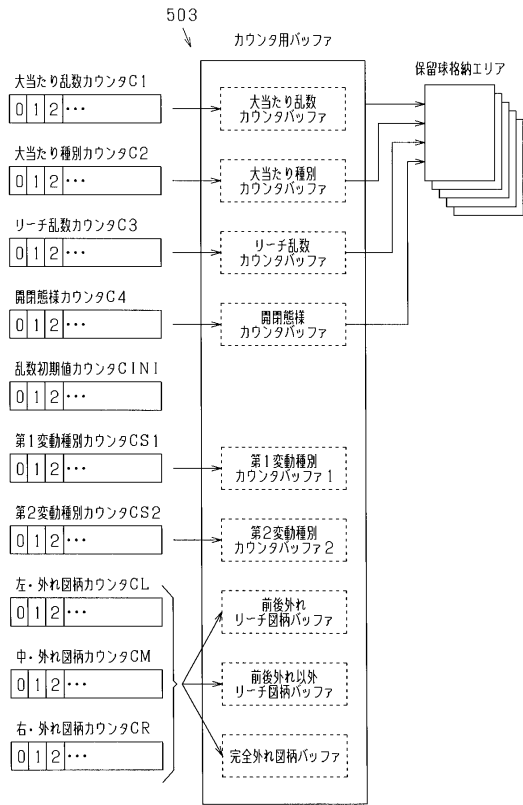 503
カウンタ用バッファ
保留球格納エリア
大当たり乱数カウンタC1
0 1 2 ・・・
大当たり乱数
カウンタバッファ
大当たり種別カウンタC2
0 1 2 ・・・
大当たり種別
カウンタバッファ
リーチ乱数カウンタC3
0 1 2 ・・・
リーチ乱数
カウンタバッファ
開閉態様カウンタC4
0 1 2 ・・・
開閉態様
カウンタバッファ
乱数初期値カウンタCINI
0 1 2 ・・・
第1変動種別カウンタCS1
0 1 2 ・・・
第1変動種別
カウンタバッファ1
第2変動種別カウンタCS2
0 1 2 ・・・
第2変動種別
カウンタバッファ2
左・外れ図柄カウンタCL
0 1 2 ・・・
前後外れ
リーチ図柄バッファ
中・外れ図柄カウンタCM
0 1 2 ・・・
前後外れ以外
リーチ図柄バッファ
右・外れ図柄カウンタCR
0 1 2 ・・・
完全外れ図柄バッファ